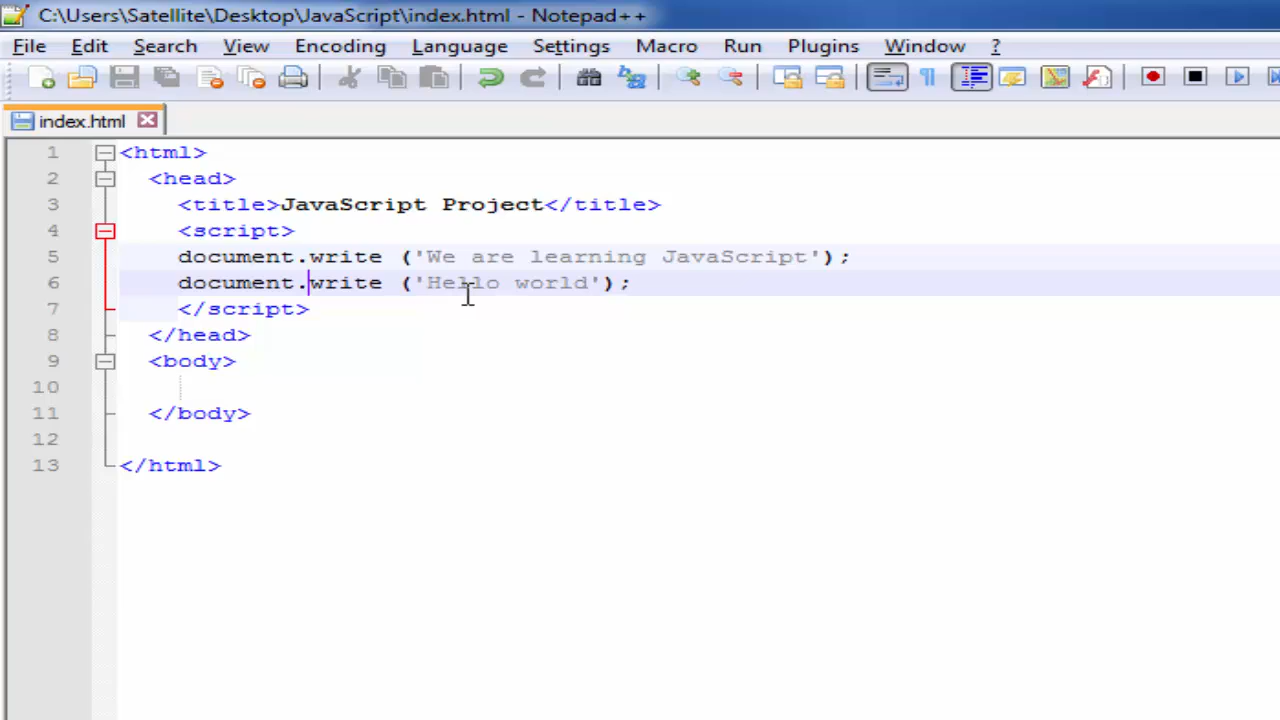 C:\Users\Satellite\Desktop\JavaScript\index.html - Notepad++
File Edit Search View Encoding Language Settings Macro Run Plugins Window ?
index.html
1 <html>
2 <head>
3 <title>JavaScript Project</title>
4 <script>
5 document.write ('We are learning JavaScript');
6 document.write ('Hello world');
7 </script>
8 </head>
9 <body>
10
11 </body>
12
13 </html>